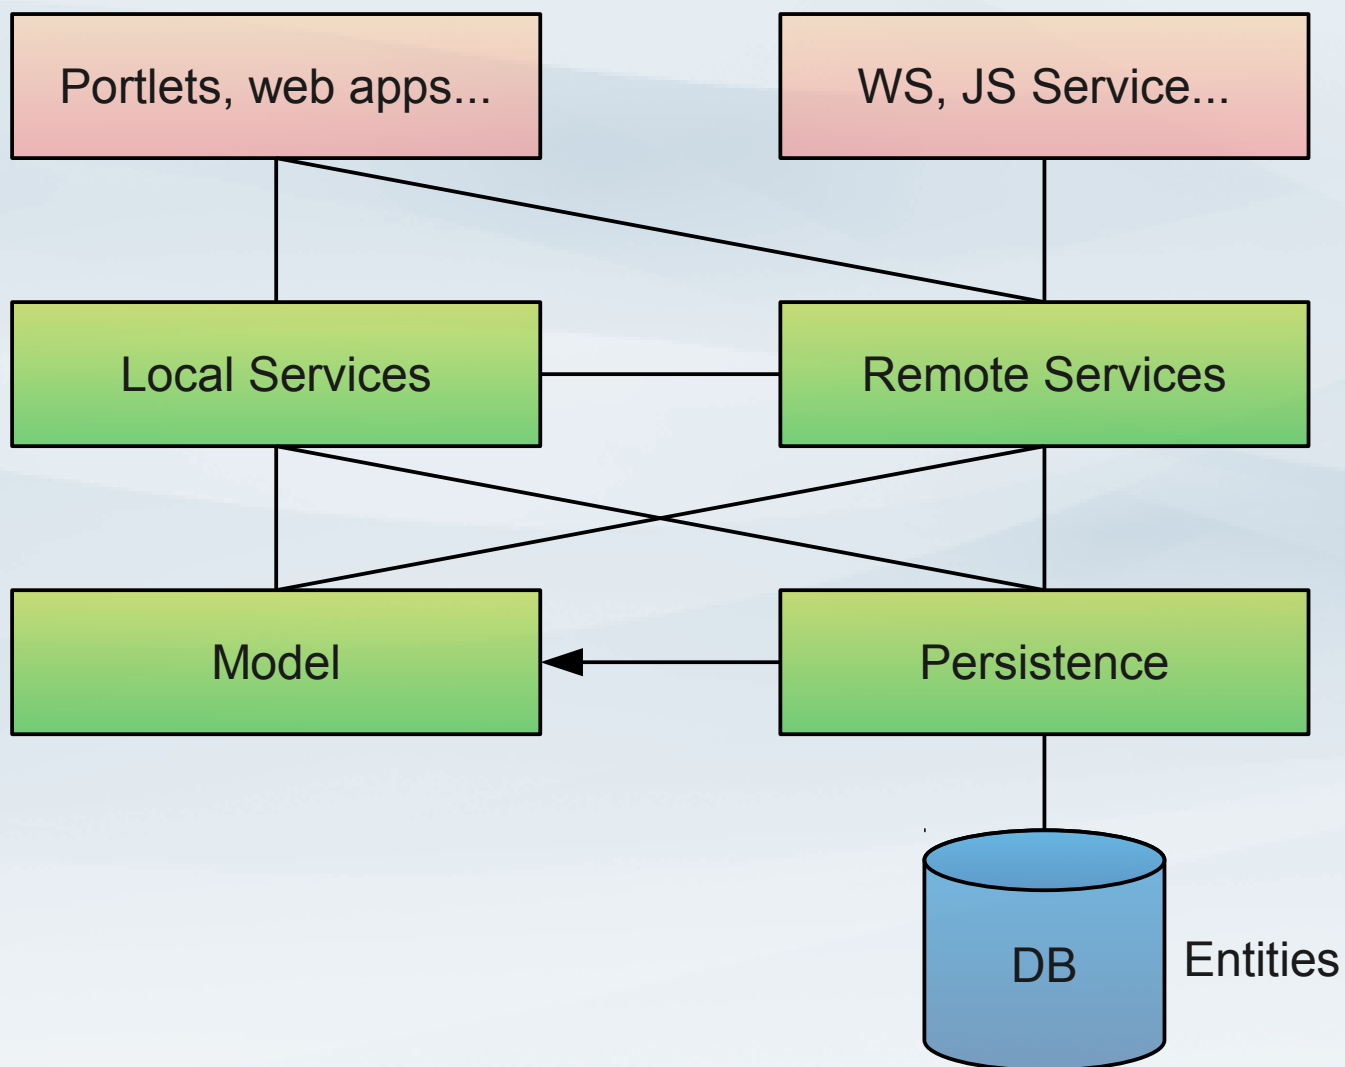 Portlets, web apps...
WS, JS Service...
Local Services
Remote Services
Model
Persistence
DB
Entities